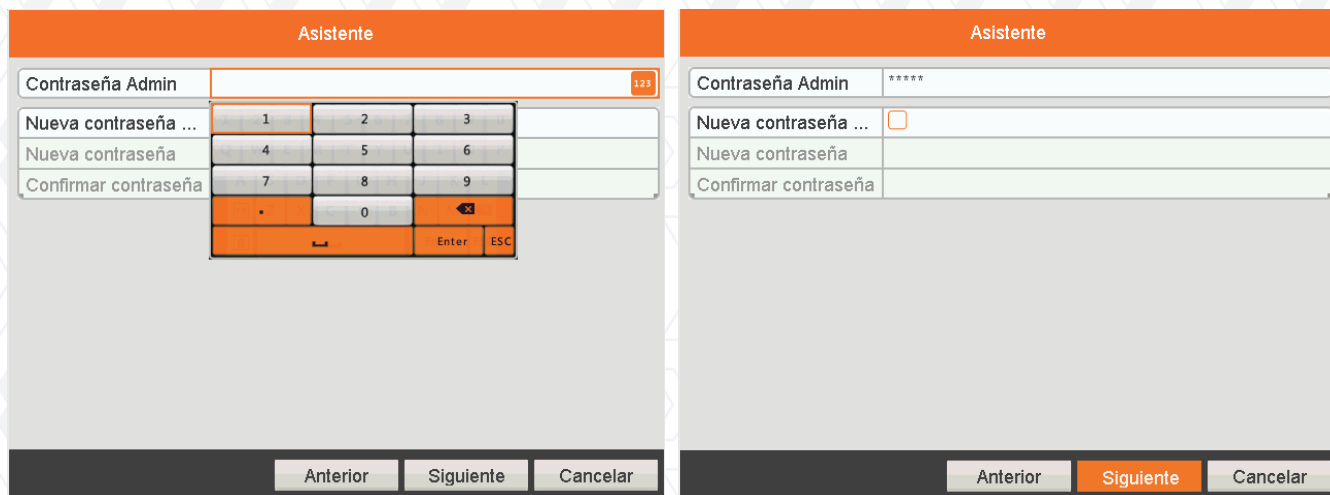 Asistente
Contraseña Admin
123
Nueva contraseña ...
Nueva contraseña
Confirmar contraseña
1 2 3
4 5 6
7 8 9
. 0
Enter ESC
Anterior Siguiente Cancelar
Asistente
Contraseña Admin *****
Nueva contraseña ...
Nueva contraseña
Confirmar contraseña
Anterior Siguiente Cancelar